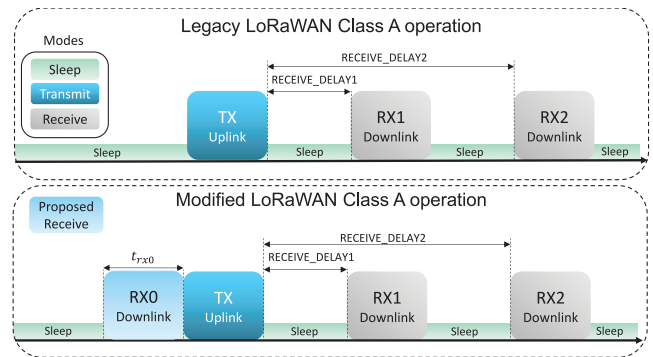 Legacy LoRaWAN Class A operation
Modes
Sleep
Transmit
Receive
RECEIVE_DELAY2
RECEIVE_DELAY1
TX
Uplink
RX1
Downlink
RX2
Downlink
Sleep
Sleep
Sleep
Sleep
Modified LoRaWAN Class A operation
Proposed
Receive
RECEIVE_DELAY2
t_rx0
RECEIVE_DELAY1
RX0
Downlink
TX
Uplink
RX1
Downlink
RX2
Downlink
Sleep
Sleep
Sleep
Sleep